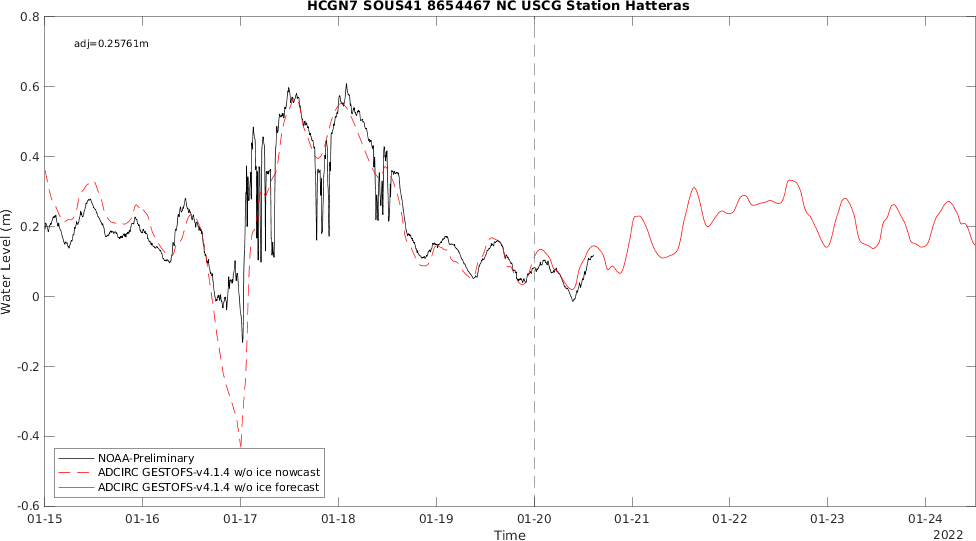 HCGN7 SOUS41 8654467 NC USCG Station Hatteras
adj=0.25761m
0.8
0.6
0.4
0.2
0
-0.2
-0.4
-0.6
Water Level (m)
NOAA-Preliminary
ADCIRC GESTOFS-v4.1.4 w/o ice nowcast
ADCIRC GESTOFS-v4.1.4 w/o ice forecast
01-15 01-16 01-17 01-18 01-19 01-20 01-21 01-22 01-23 01-24
Time
2022